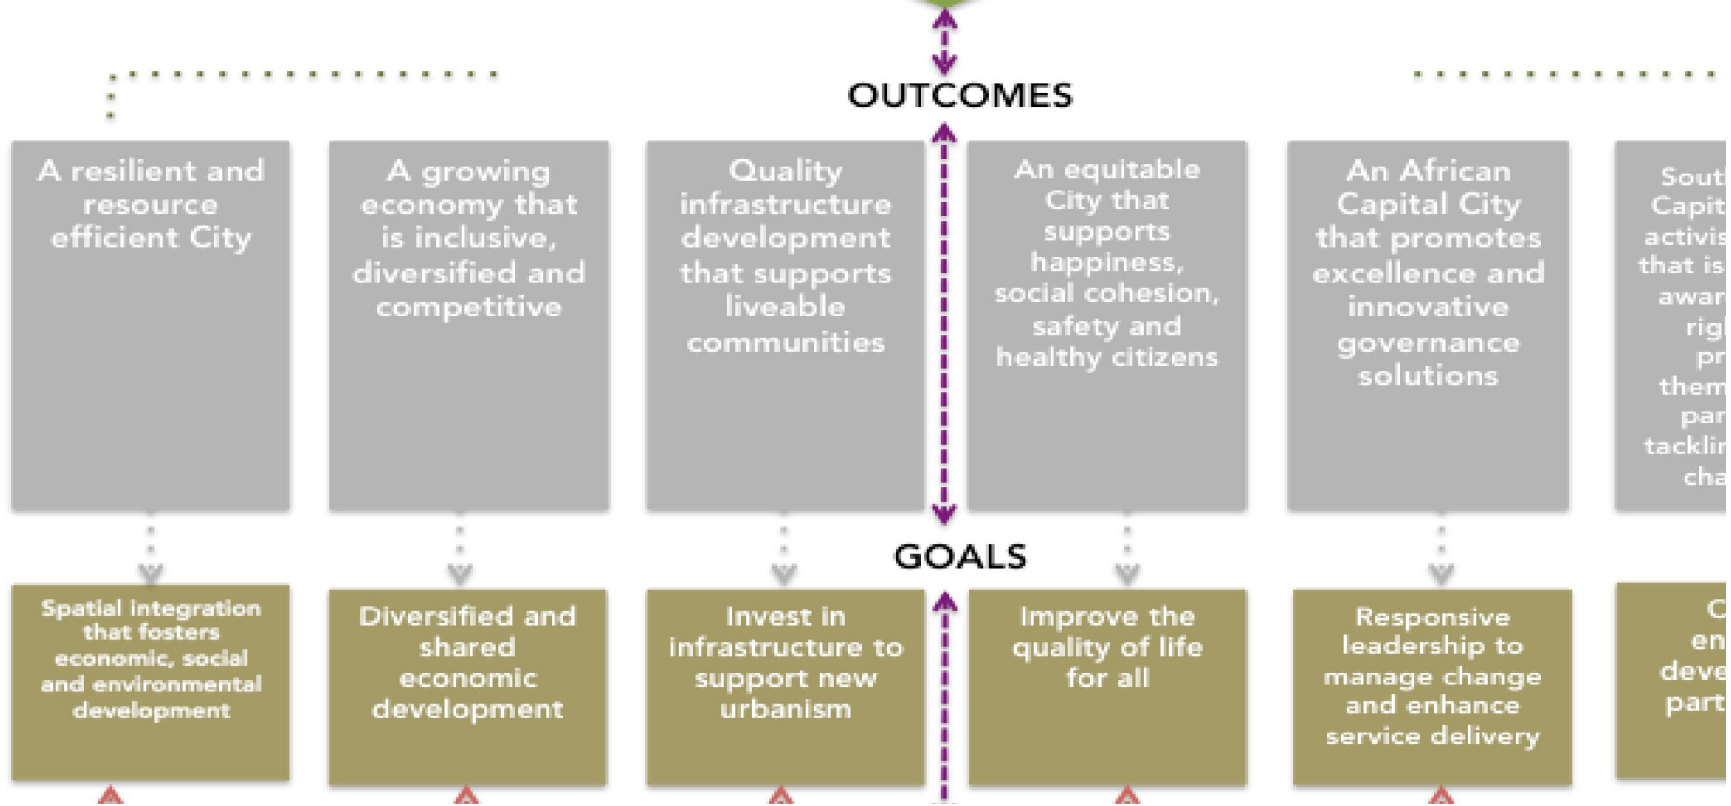 OUTCOMES
A resilient and
resource
efficient City
A growing
economy that
is inclusive,
diversified and
competitive
Quality
infrastructure
development
that supports
liveable
communities
An equitable
City that
supports
happiness,
social cohesion,
safety and
healthy citizens
An African
Capital City
that promotes
excellence and
innovative
governance
solutions
that is
GOALS
Spatial integration
that fosters
economic, social
and environmental
development
Diversified and
shared
economic
development
Invest in
infrastructure to
support new
urbanism
Improve the
quality of life
for all
Responsive
leadership to
manage change
and enhance
service delivery